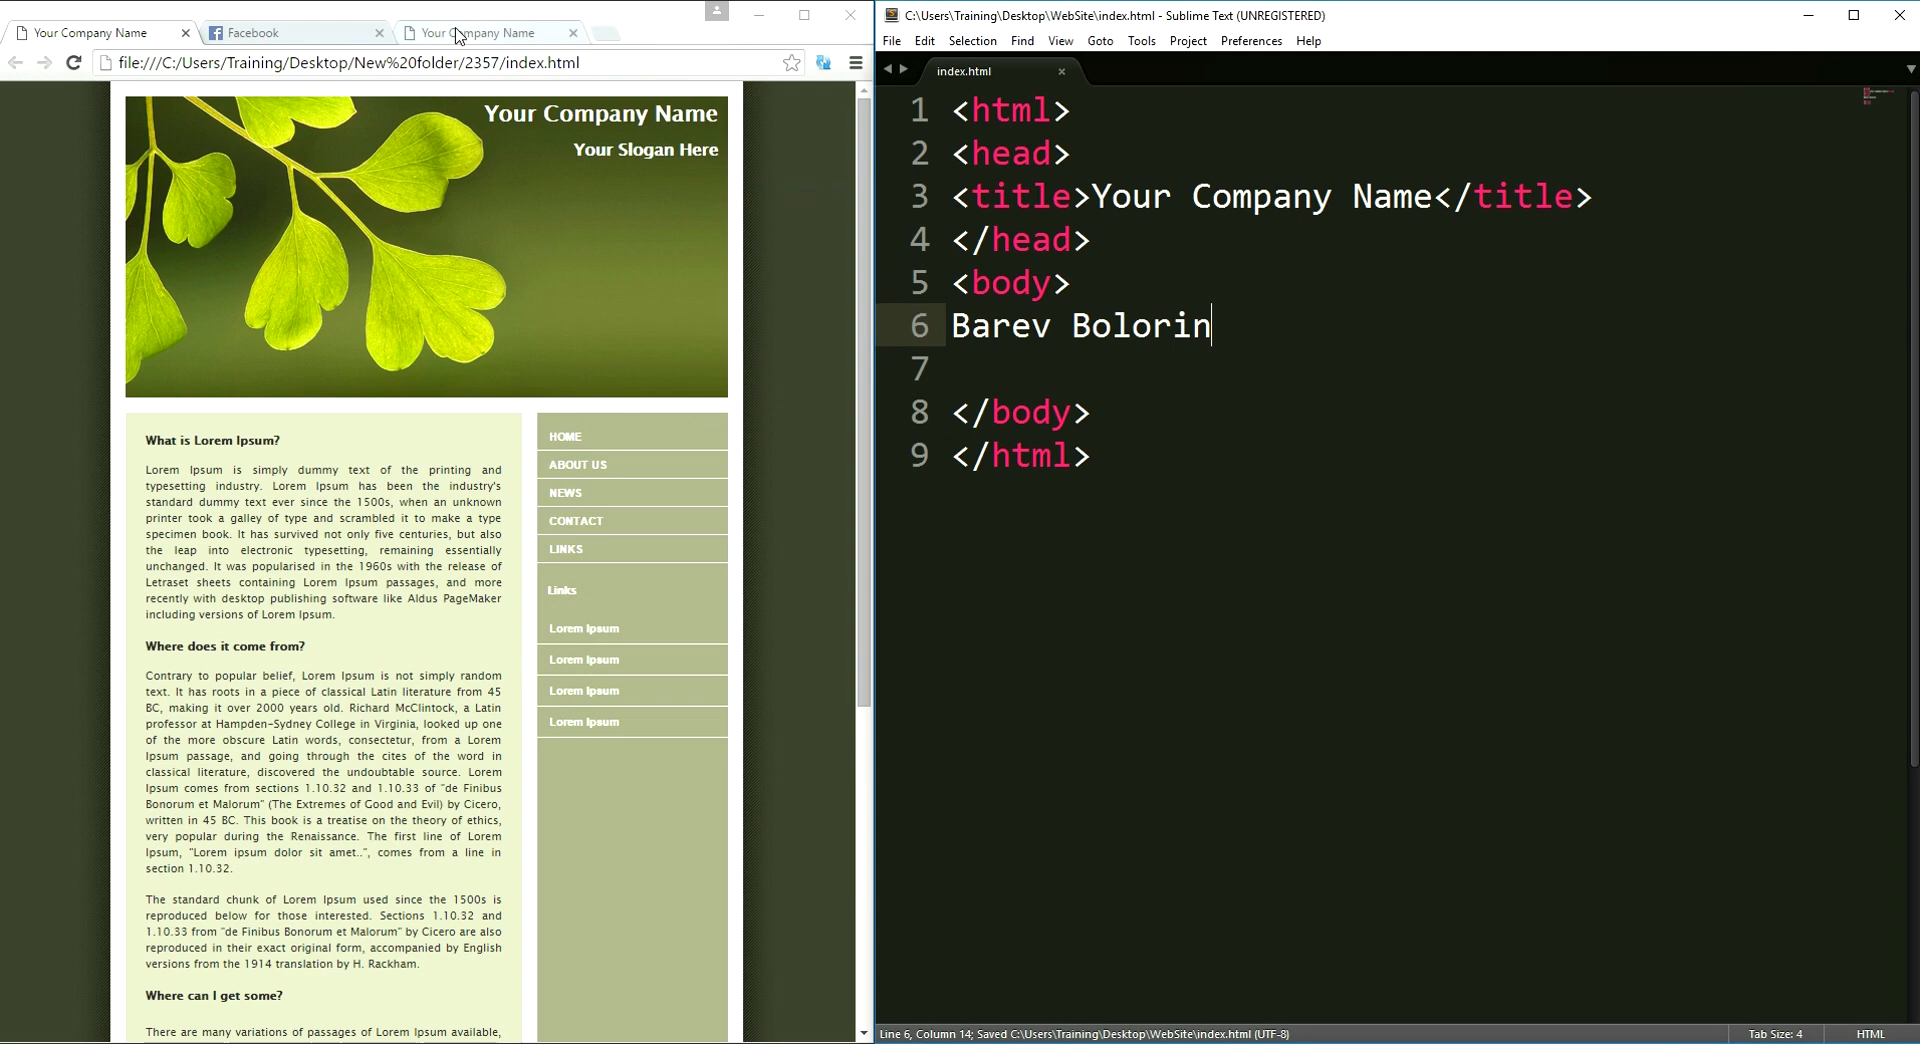 Your Company Name
Facebook
Your Company Name
file:///C:/Users/Training/Desktop/New%20folder/2357/index.html
Your Company Name
Your Slogan Here
What is Lorem Ipsum?
Lorem Ipsum is simply dummy text of the printing and
typesetting industry. Lorem Ipsum has been the industry's
standard dummy text ever since the 1500s, when an unknown
printer took a galley of type and scrambled it to make a type
specimen book. It has survived not only five centuries, but also
the leap into electronic typesetting, remaining essentially
unchanged. It was popularised in the 1960s with the release of
Letraset sheets containing Lorem Ipsum passages, and more
recently with desktop publishing software like Aldus PageMaker
including versions of Lorem Ipsum.
Where does it come from?
Contrary to popular belief, Lorem Ipsum is not simply random
text. It has roots in a piece of classical Latin literature from 45
BC, making it over 2000 years old. Richard McClintock, a Latin
professor at Hampden-Sydney College in Virginia, looked up one
of the more obscure Latin words, consectetur, from a Lorem
Ipsum passage, and going through the cites of the word in
classical literature, discovered the undoubtable source. Lorem
Ipsum comes from sections 1.10.32 and 1.10.33 of "de Finibus
Bonorum et Malorum" (The Extremes of Good and Evil) by Cicero,
written in 45 BC. This book is a treatise on the theory of ethics,
very popular during the Renaissance. The first line of Lorem
Ipsum, "Lorem ipsum dolor sit amet..", comes from a line in
section 1.10.32.
The standard chunk of Lorem Ipsum used since the 1500s is
reproduced below for those interested. Sections 1.10.32 and
1.10.33 from "de Finibus Bonorum et Malorum" by Cicero are also
reproduced in their exact original form, accompanied by English
versions from the 1914 translation by H. Rackham.
Where can I get some?
There are many variations of passages of Lorem Ipsum available,
HOME
ABOUT US
NEWS
CONTACT
LINKS
Links
Lorem Ipsum
Lorem Ipsum
Lorem Ipsum
Lorem Ipsum
C:\Users\Training\Desktop\WebSite\index.html - Sublime Text (UNREGISTERED)
File Edit Selection Find View Goto Tools Project Preferences Help
index.html
1 <html>
2 <head>
3 <title>Your Company Name</title>
4 </head>
5 <body>
6 Barev Bolorin
7
8 </body>
9 </html>
Line 6, Column 14; Saved C:\Users\Training\Desktop\WebSite\index.html (UTF-8)
Tab Size: 4
HTML